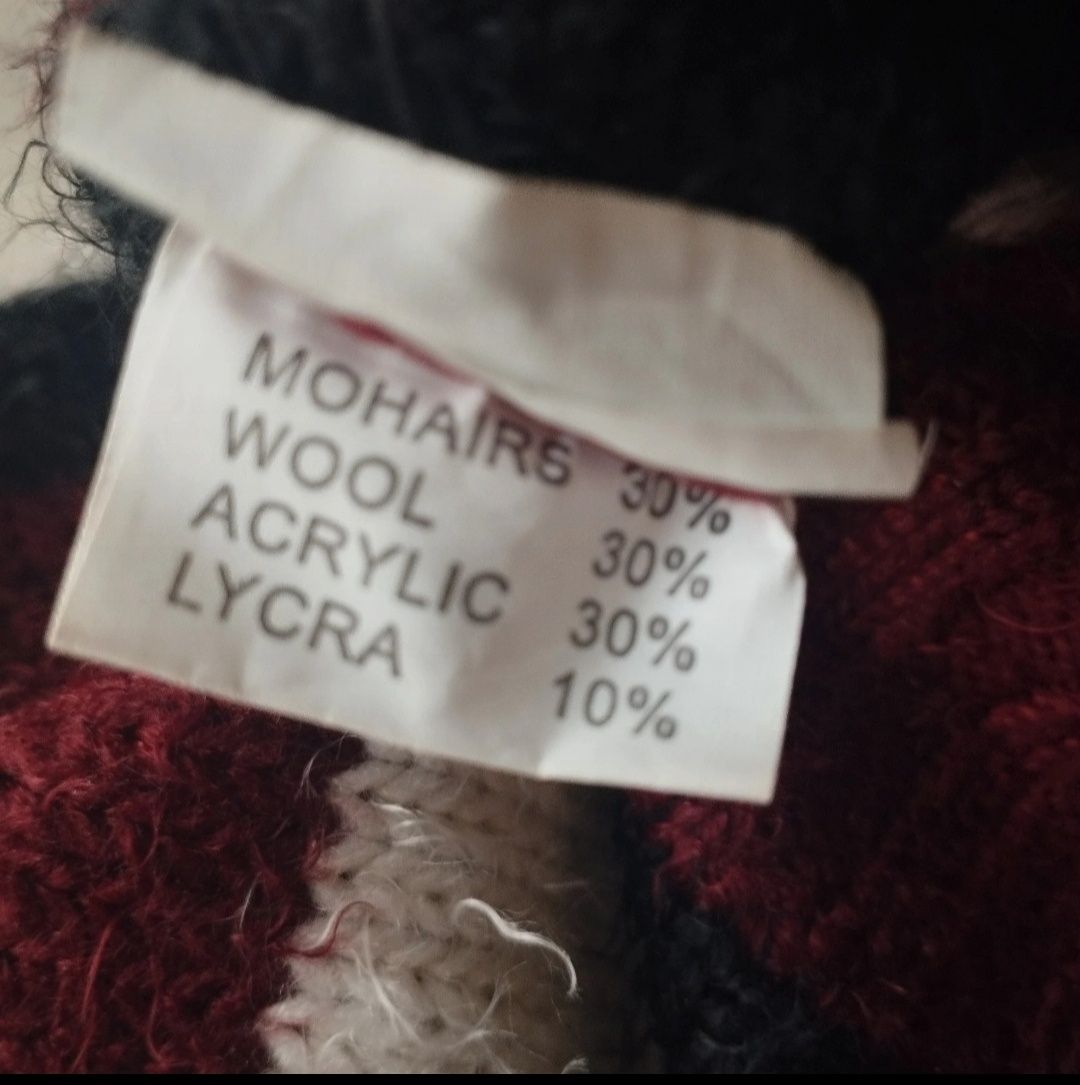 MOHAIRS 30%
WOOL 30%
ACRYLIC 30%
LYCRA 10%